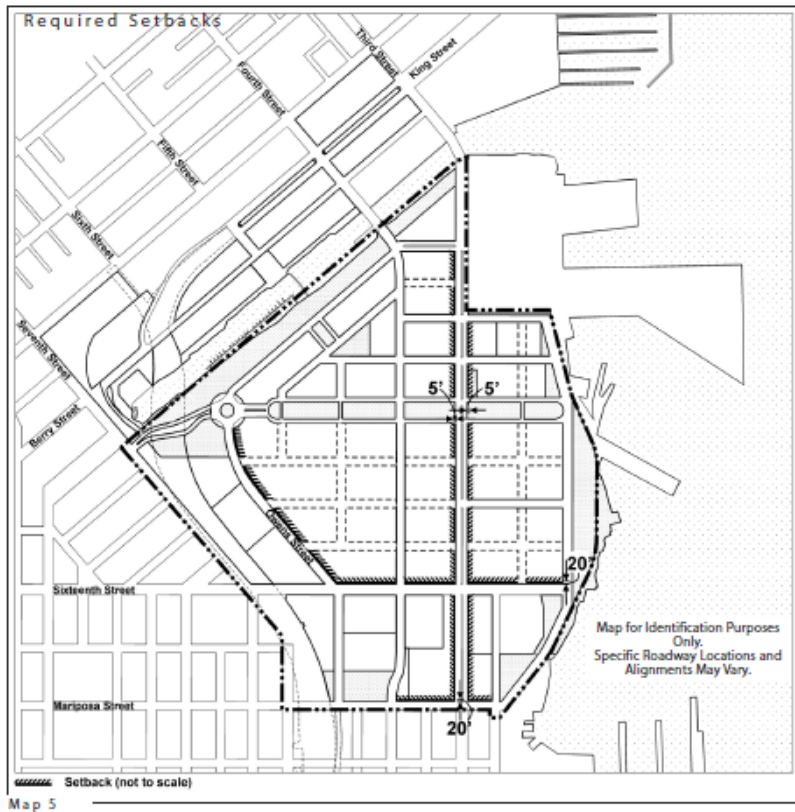 Required Setbacks
Third Street
King Street
Fourth Street
Fifth Street
Sixth Street
Seventh Street
Berry Street
5' 5'
Owens Street
20'
Sixteenth Street
Map for Identification Purposes
Only.
Specific Roadway Locations and
Alignments May Vary.
Mariposa Street
20'
Setback (not to scale)
Map 5